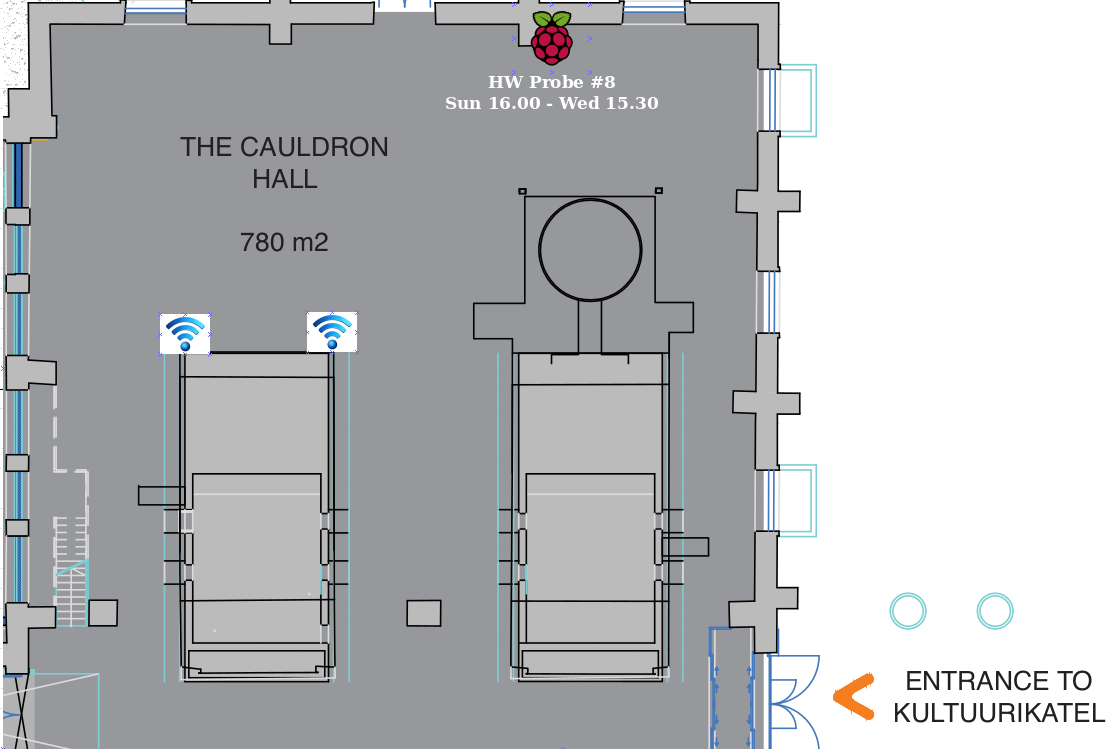 HW Probe #8
Sun 16.00 - Wed 15.30
THE CAULDRON
HALL
780 m2
ENTRANCE TO
KULTUURIKATEL